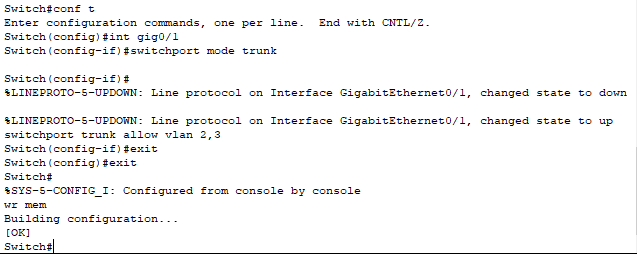 Switch#conf t
Enter configuration commands, one per line.  End with CNTL/Z.
Switch(config)#int gig0/1
Switch(config-if)#switchport mode trunk
Switch(config-if)#
%LINEPROTO-5-UPDOWN: Line protocol on Interface GigabitEthernet0/1, changed state to down
%LINEPROTO-5-UPDOWN: Line protocol on Interface GigabitEthernet0/1, changed state to up
switchport trunk allow vlan 2,3
Switch(config-if)#exit
Switch(config)#exit
Switch#
%SYS-5-CONFIG_I: Configured from console by console
wr mem
Building configuration...
[OK]
Switch#